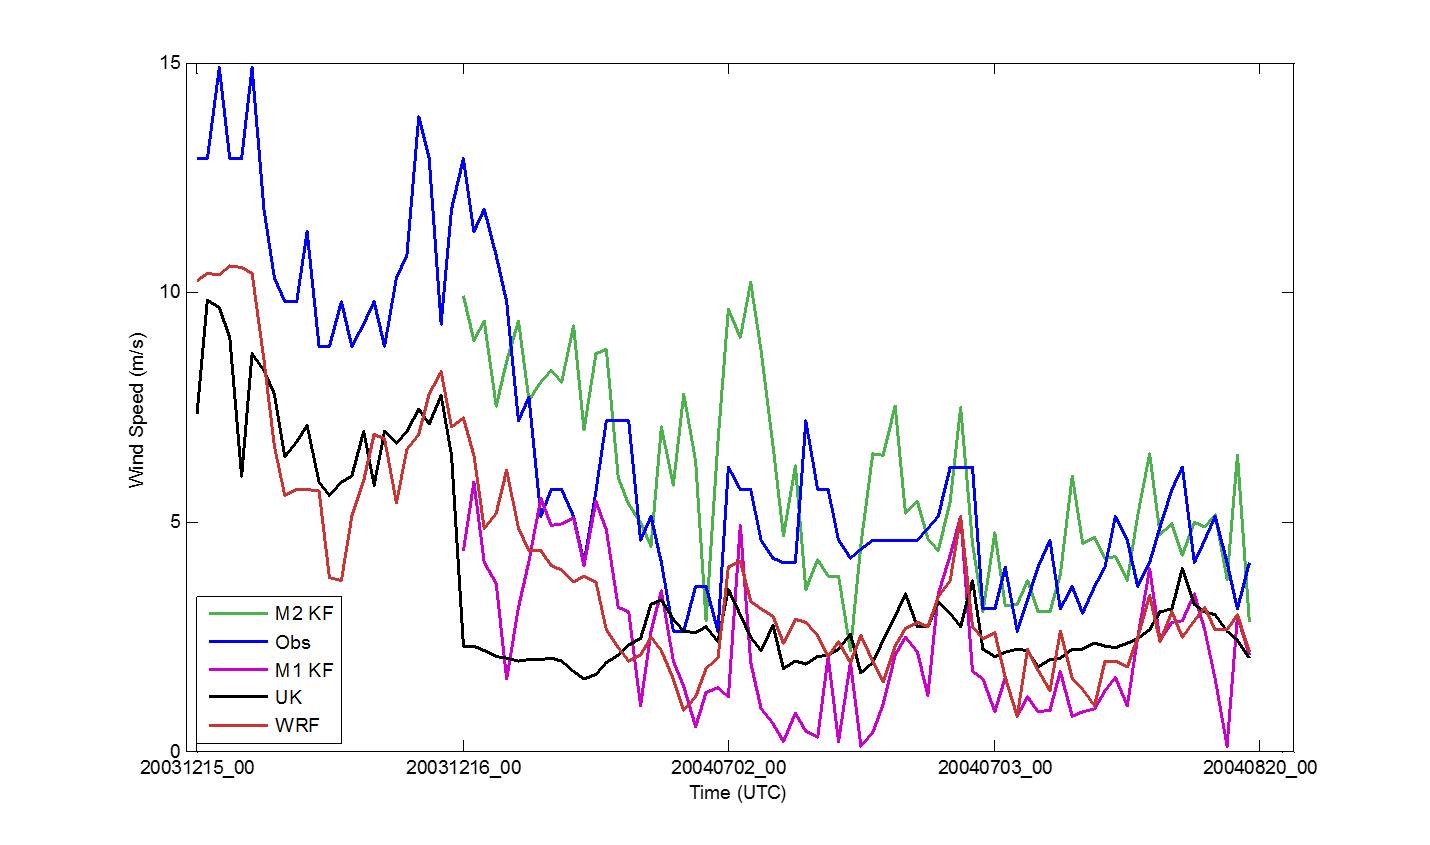 15
10
5
0
Wind Speed (m/s)
M2 KF
Obs
M1 KF
UK
WRF
20031215_00
20031216_00
20040702_00
20040703_00
20040820_00
Time (UTC)